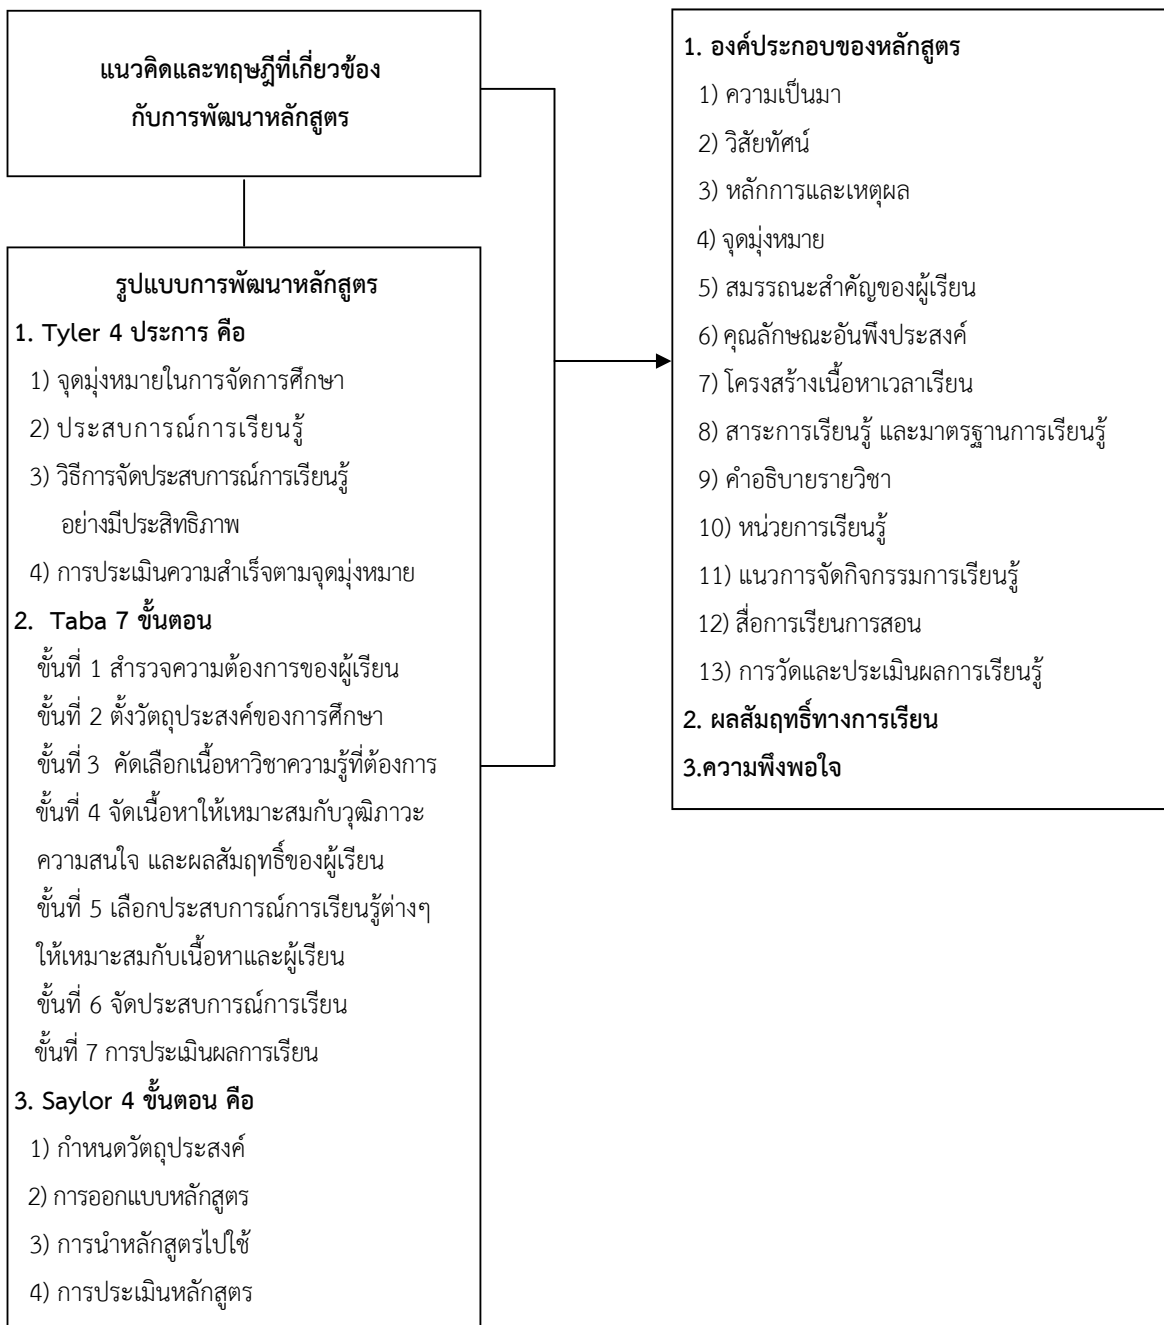 แนวคิดและทฤษฎีที่เกี่ยวข้อง
กับการพัฒนาหลักสูตร
รูปแบบการพัฒนาหลักสูตร
1. Tyler 4 ประการ คือ
1) จุดมุ่งหมายในการจัดการศึกษา
2) ประสบการณ์การเรียนรู้
3) วิธีการจัดประสบการณ์การเรียนรู้
อย่างมีประสิทธิภาพ
4) การประเมินความสำเร็จตามจุดมุ่งหมาย
2. Taba 7 ขั้นตอน
ขั้นที่ 1 สำรวจความต้องการของผู้เรียน
ขั้นที่ 2 ตั้งวัตถุประสงค์ของการศึกษา
ขั้นที่ 3 คัดเลือกเนื้อหาวิชาความรู้ที่ต้องการ
ขั้นที่ 4 จัดเนื้อหาให้เหมาะสมกับวุฒิภาวะ
ความสนใจ และผลสัมฤทธิ์ของผู้เรียน
ขั้นที่ 5 เลือกประสบการณ์การเรียนรู้ต่างๆ
ให้เหมาะสมกับเนื้อหาและผู้เรียน
ขั้นที่ 6 จัดประสบการณ์การเรียน
ขั้นที่ 7 การประเมินผลการเรียน
3. Saylor 4 ขั้นตอน คือ
1) กำหนดวัตถุประสงค์
2) การออกแบบหลักสูตร
3) การนำหลักสูตรไปใช้
4) การประเมินหลักสูตร
1. องค์ประกอบของหลักสูตร
1) ความเป็นมา
2) วิสัยทัศน์
3) หลักการและเหตุผล
4) จุดมุ่งหมาย
5) สมรรถนะสำคัญของผู้เรียน
6) คุณลักษณะอันพึงประสงค์
7) โครงสร้างเนื้อหาเวลาเรียน
8) สาระการเรียนรู้ และมาตรฐานการเรียนรู้
9) คำอธิบายรายวิชา
10) หน่วยการเรียนรู้
11) แนวการจัดกิจกรรมการเรียนรู้
12) สื่อการเรียนการสอน
13) การวัดและประเมินผลการเรียนรู้
2. ผลสัมฤทธิ์ทางการเรียน
3.ความพึงพอใจ